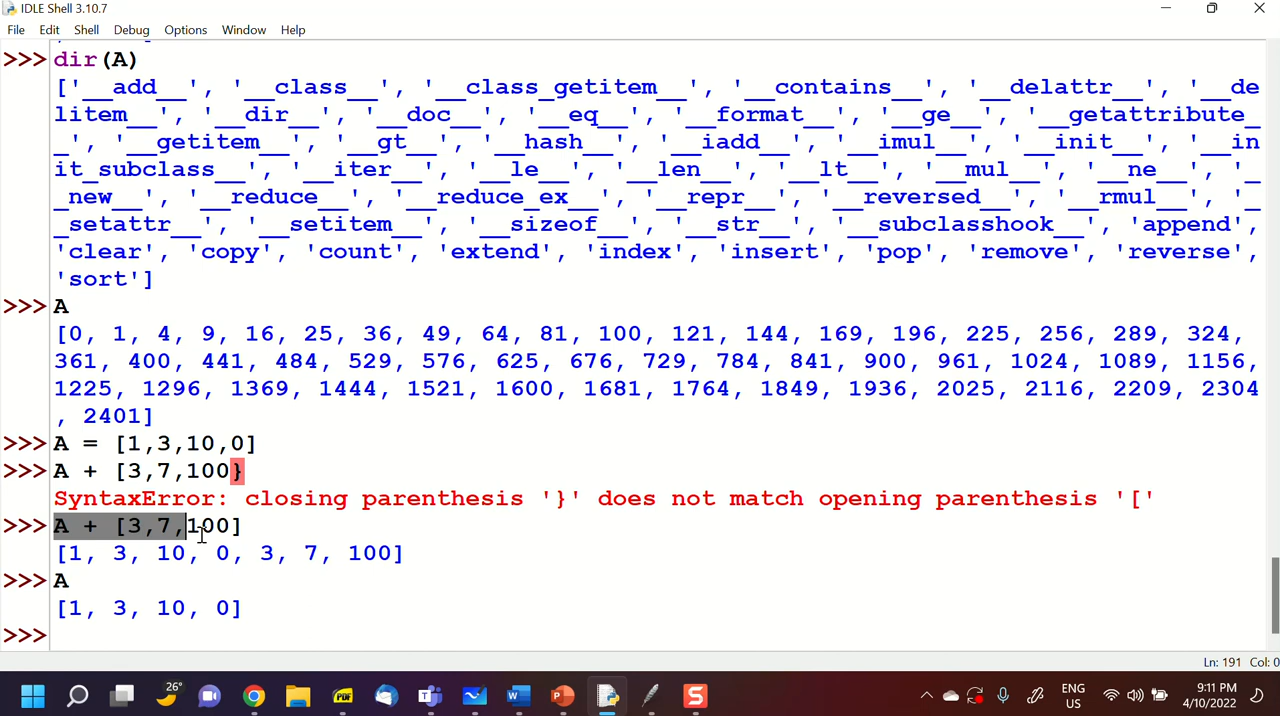 IDLE Shell 3.10.7
File Edit Shell Debug Options Window Help
>>> dir(A)
['__add__', '__class__', '__class_getitem__', '__contains__', '__delattr__', '__de
litem__', '__dir__', '__doc__', '__eq__', '__format__', '__ge__', '__getattribute_
_', '__getitem__', '__gt__', '__hash__', '__iadd__', '__imul__', '__init__', '__in
it_subclass__', '__iter__', '__le__', '__len__', '__lt__', '__mul__', '__ne__', '_
_new__', '__reduce__', '__reduce_ex__', '__repr__', '__reversed__', '__rmul__', '_
_setattr__', '__setitem__', '__sizeof__', '__str__', '__subclasshook__', 'append',
'clear', 'copy', 'count', 'extend', 'index', 'insert', 'pop', 'remove', 'reverse',
'sort']
>>> A
[0, 1, 4, 9, 16, 25, 36, 49, 64, 81, 100, 121, 144, 169, 196, 225, 256, 289, 324,
361, 400, 441, 484, 529, 576, 625, 676, 729, 784, 841, 900, 961, 1024, 1089, 1156,
1225, 1296, 1369, 1444, 1521, 1600, 1681, 1764, 1849, 1936, 2025, 2116, 2209, 2304
, 2401]
>>> A = [1,3,10,0]
>>> A + [3,7,100}
SyntaxError: closing parenthesis '}' does not match opening parenthesis '['
>>> A + [3,7,100]
[1, 3, 10, 0, 3, 7, 100]
>>> A
[1, 3, 10, 0]
>>>
Ln: 191 Col: 0
26°
PDF
ENG
US
9:11 PM
4/10/2022